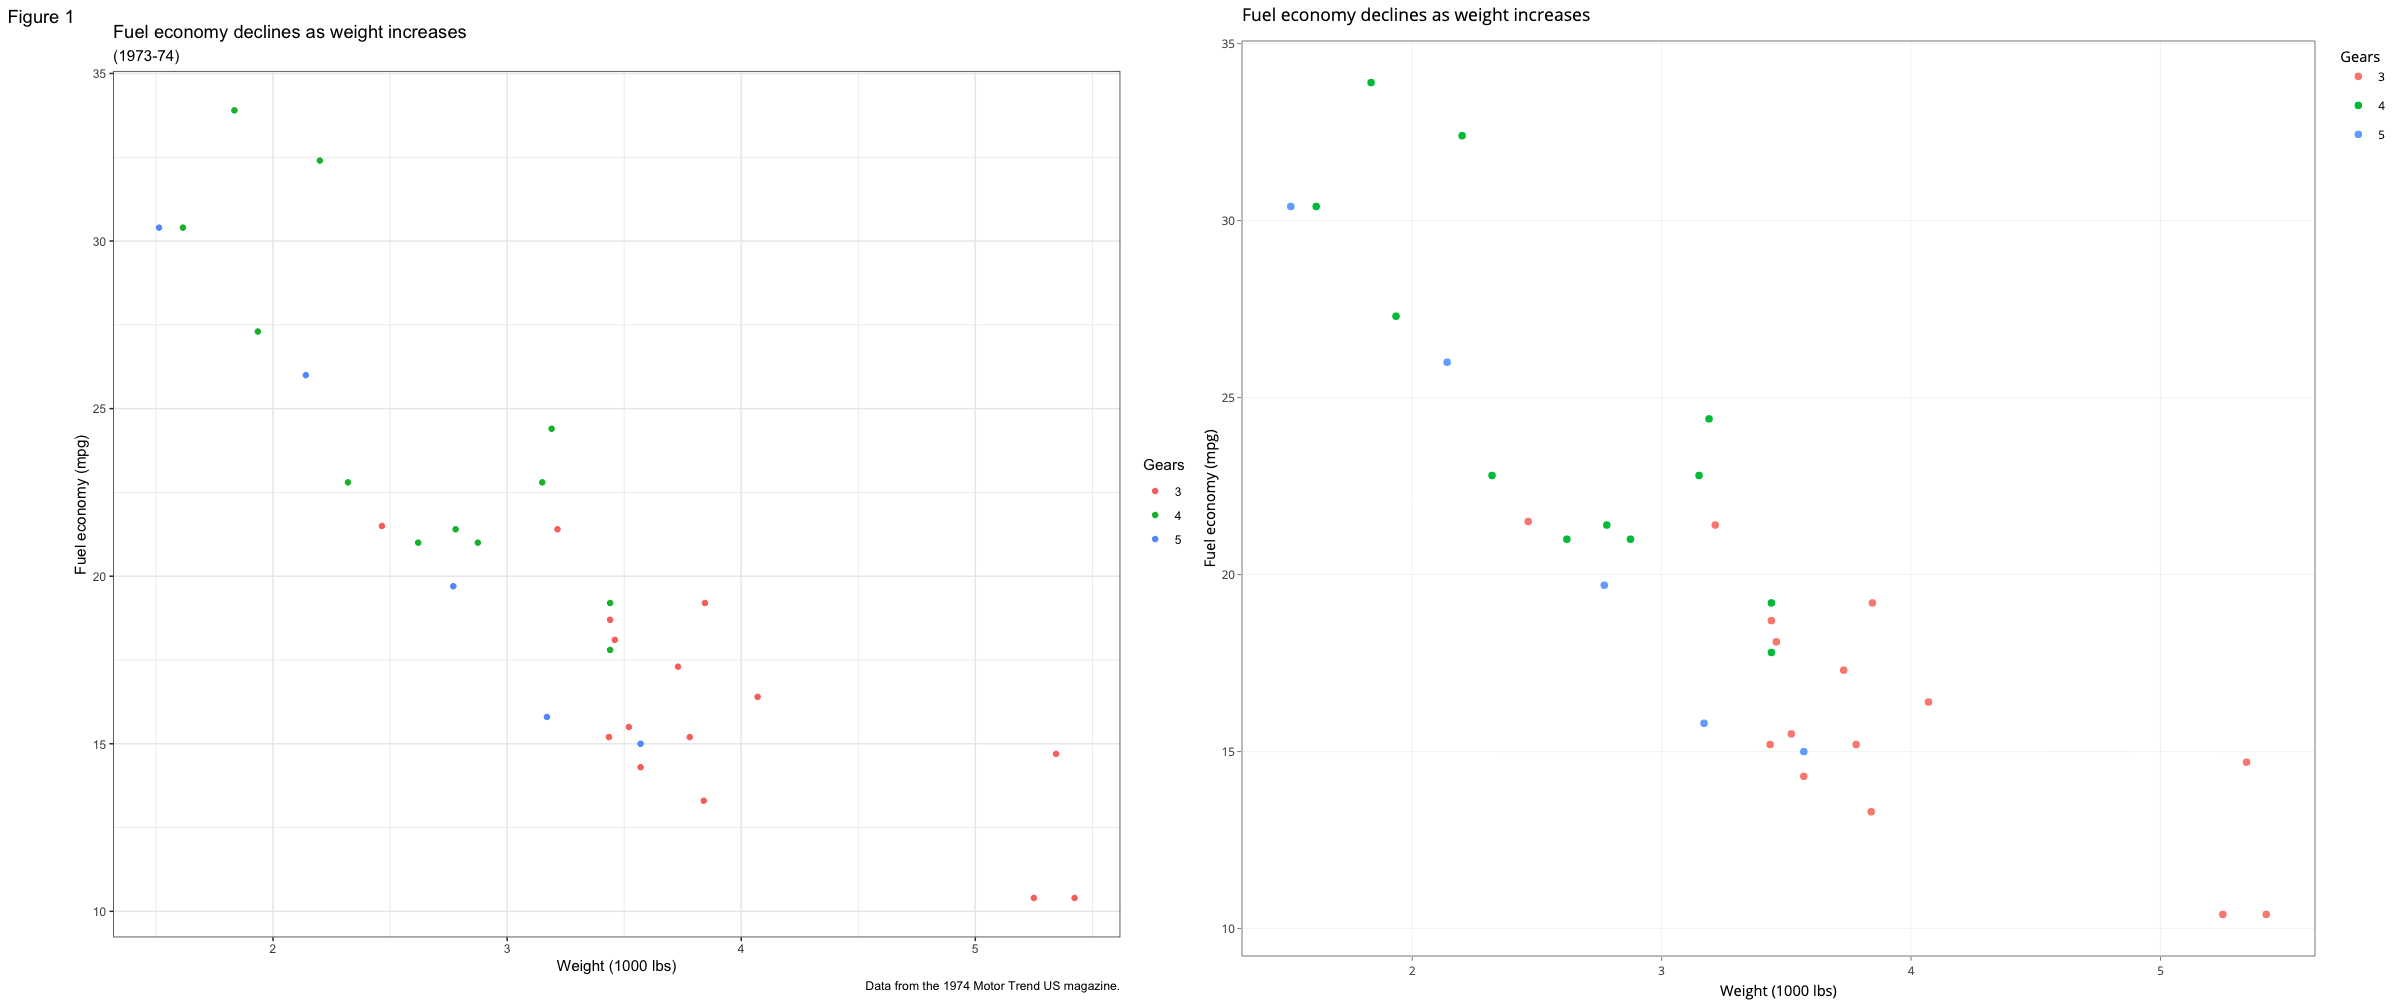 Figure 1
Fuel economy declines as weight increases
(1973-74)
35
30
25
20
15
10
Fuel economy (mpg)
2 3 4 5
Weight (1000 lbs)
Data from the 1974 Motor Trend US magazine.
Gears
3
4
5
Fuel economy declines as weight increases
35
30
25
20
15
10
Fuel economy (mpg)
2 3 4 5
Weight (1000 lbs)
Gears
3
4
5